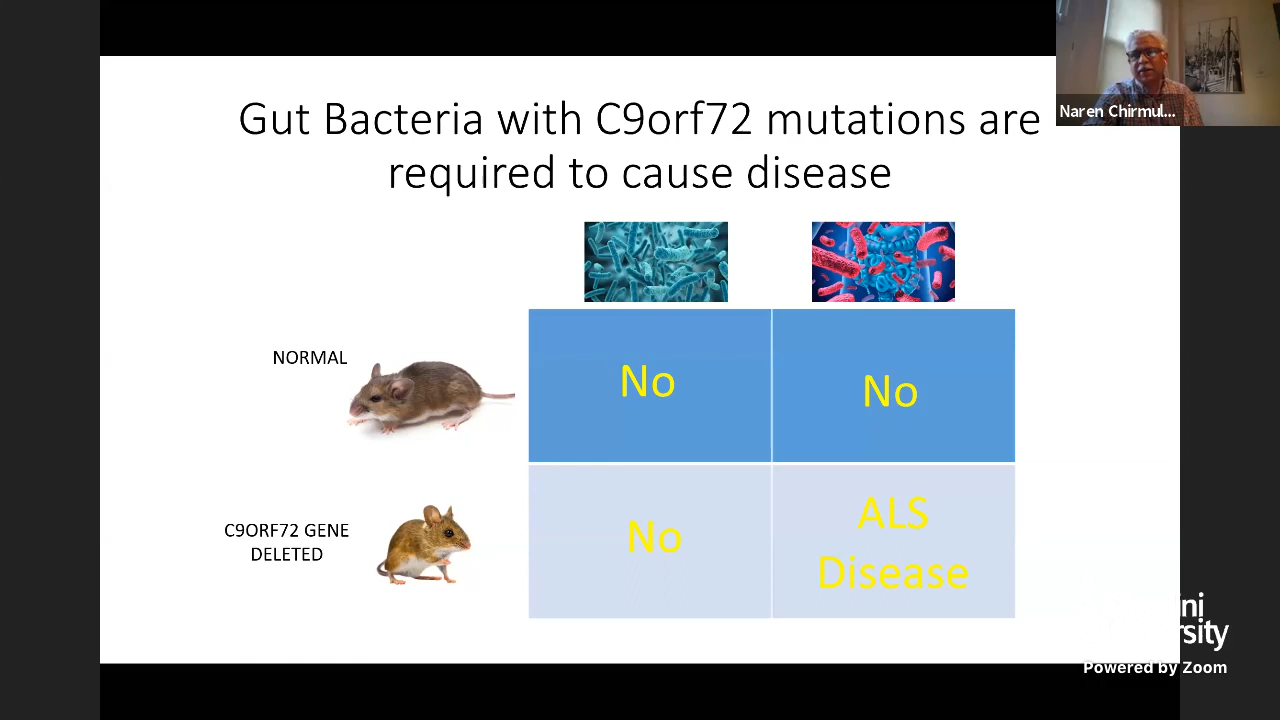 Gut Bacteria with C9orf72 mutations are
required to cause disease
Naren Chirmul...
NORMAL
No
No
C9ORF72 GENE
DELETED
No
ALS
Disease
Powered by Zoom